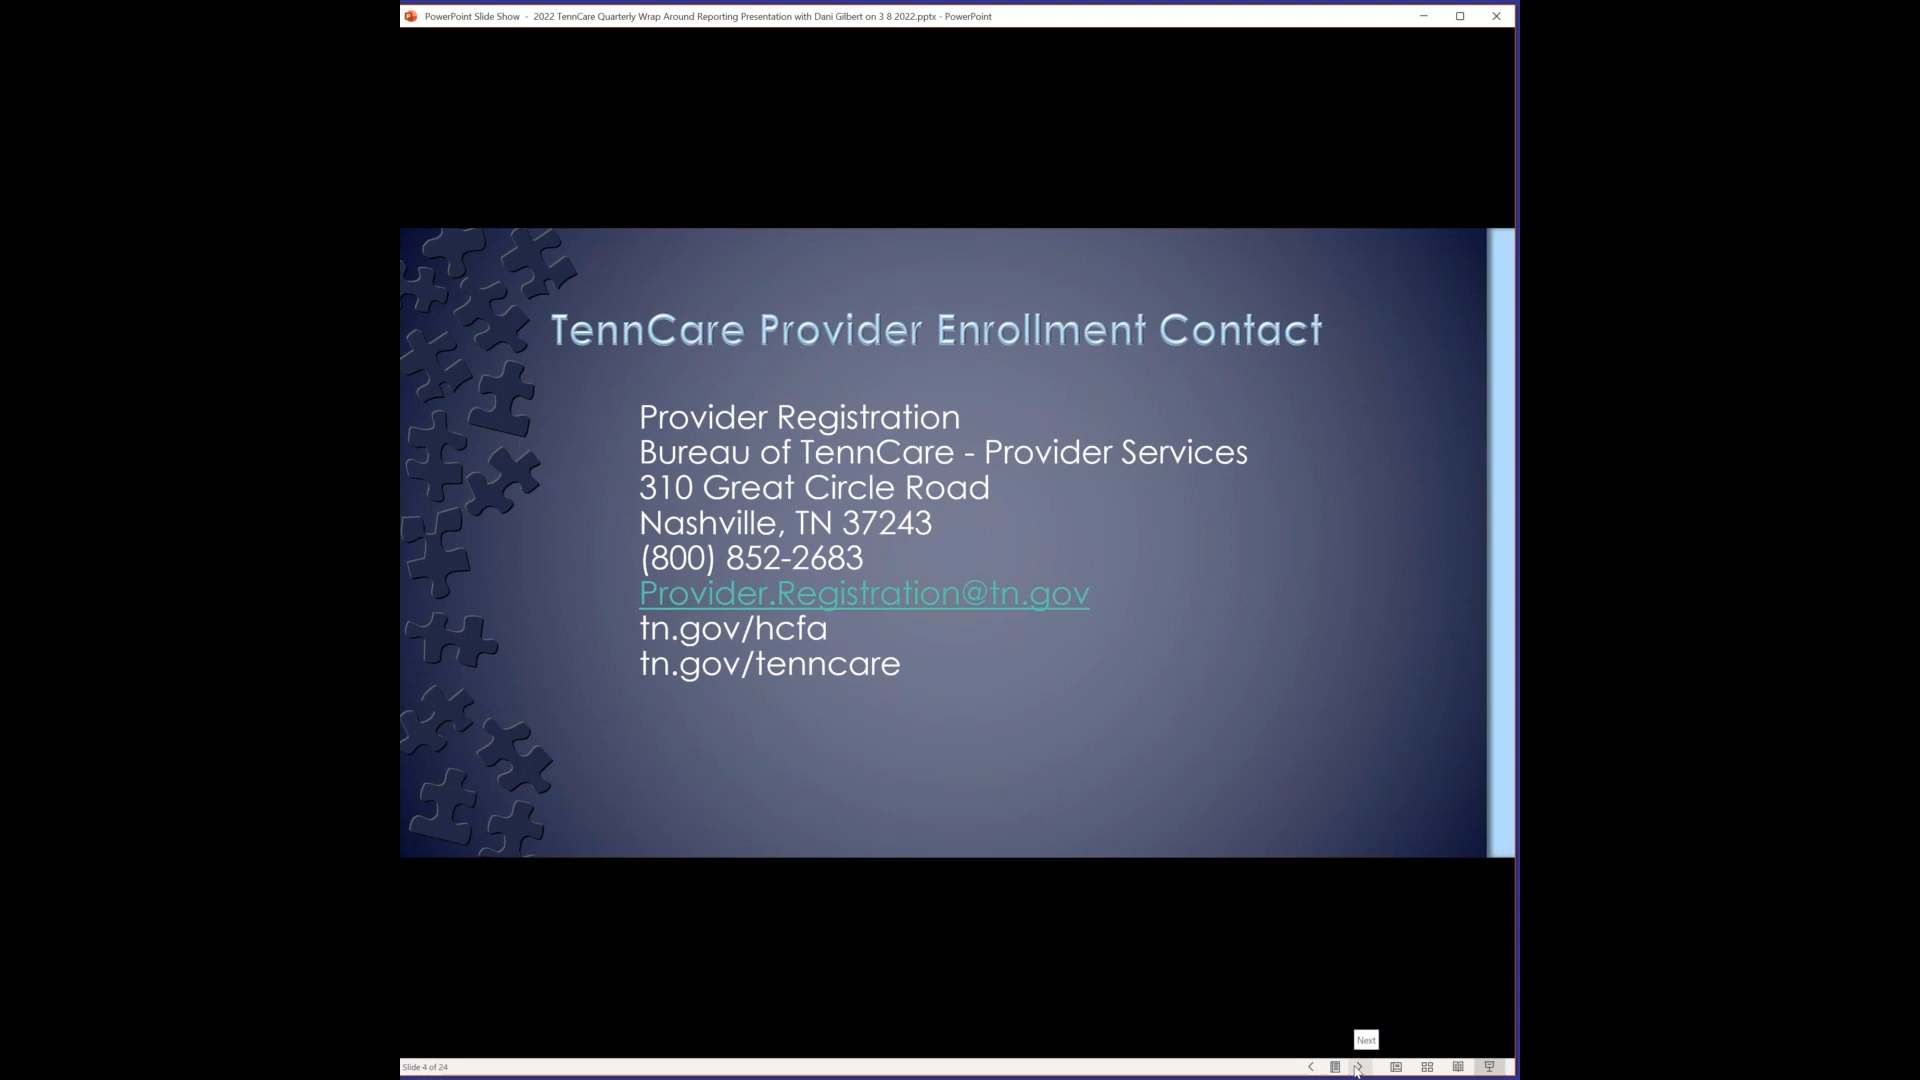 PowerPoint Slide Show - 2022 TennCare Quarterly Wrap Around Reporting Presentation with Dani Gilbert on 3 8 2022.pptx - PowerPoint
TennCare Provider Enrollment Contact
Provider Registration
Bureau of TennCare - Provider Services
310 Great Circle Road
Nashville, TN 37243
(800) 852-2683
Provider.Registration@tn.gov
tn.gov/hcfa
tn.gov/tenncare
Next
Slide 4 of 24